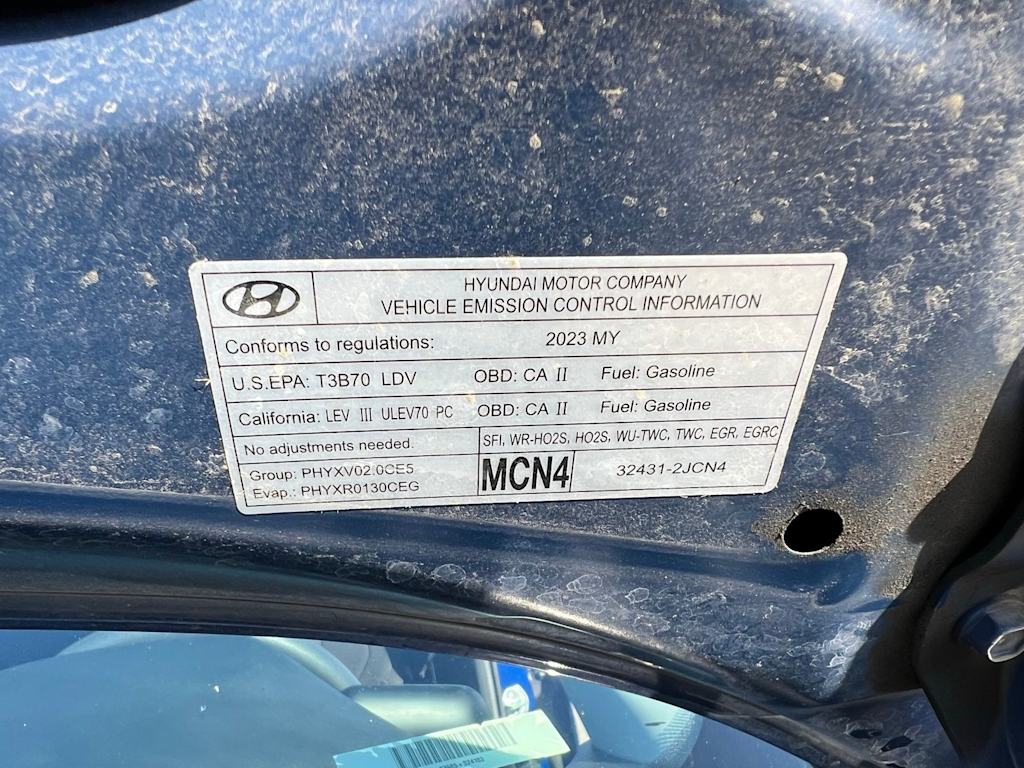 HYUNDAI MOTOR COMPANY
VEHICLE EMISSION CONTROL INFORMATION
Conforms to regulations: 2023 MY
U.S.EPA: T3B70 LDV OBD: CA II Fuel: Gasoline
California: LEV III ULEV70 PC OBD: CA II Fuel: Gasoline
No adjustments needed.
SFI, WR-HO2S, HO2S, WU-TWC, TWC, EGR, EGRC
Group: PHYXV02.0CE5
Evap.: PHYXR0130CEG
MCN4
32431-2JCN4